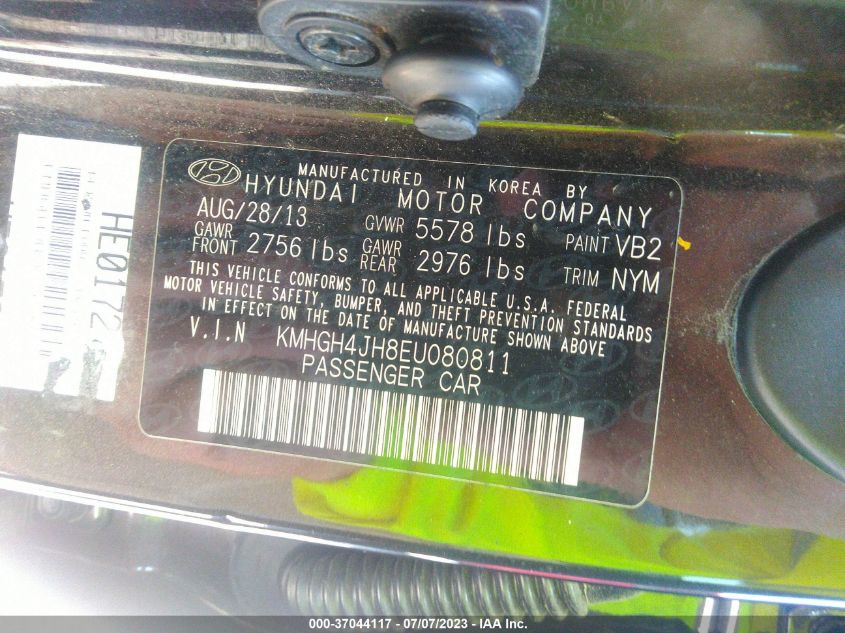 MANUFACTURED IN KOREA BY
HYUNDAI MOTOR COMPANY
AUG/28/13 GVWR 5578 lbs PAINT VB2
GAWR FRONT 2756 lbs GAWR REAR 2976 lbs TRIM NYM
THIS VEHICLE CONFORMS TO ALL APPLICABLE U.S.A. FEDERAL
MOTOR VEHICLE SAFETY, BUMPER, AND THEFT PREVENTION STANDARDS
IN EFFECT ON THE DATE OF MANUFACTURE SHOWN ABOVE.
V.I.N KMHGH4JH8EU080811
PASSENGER CAR
HE0172
000-37044117 - 07/07/2023 - IAA Inc.